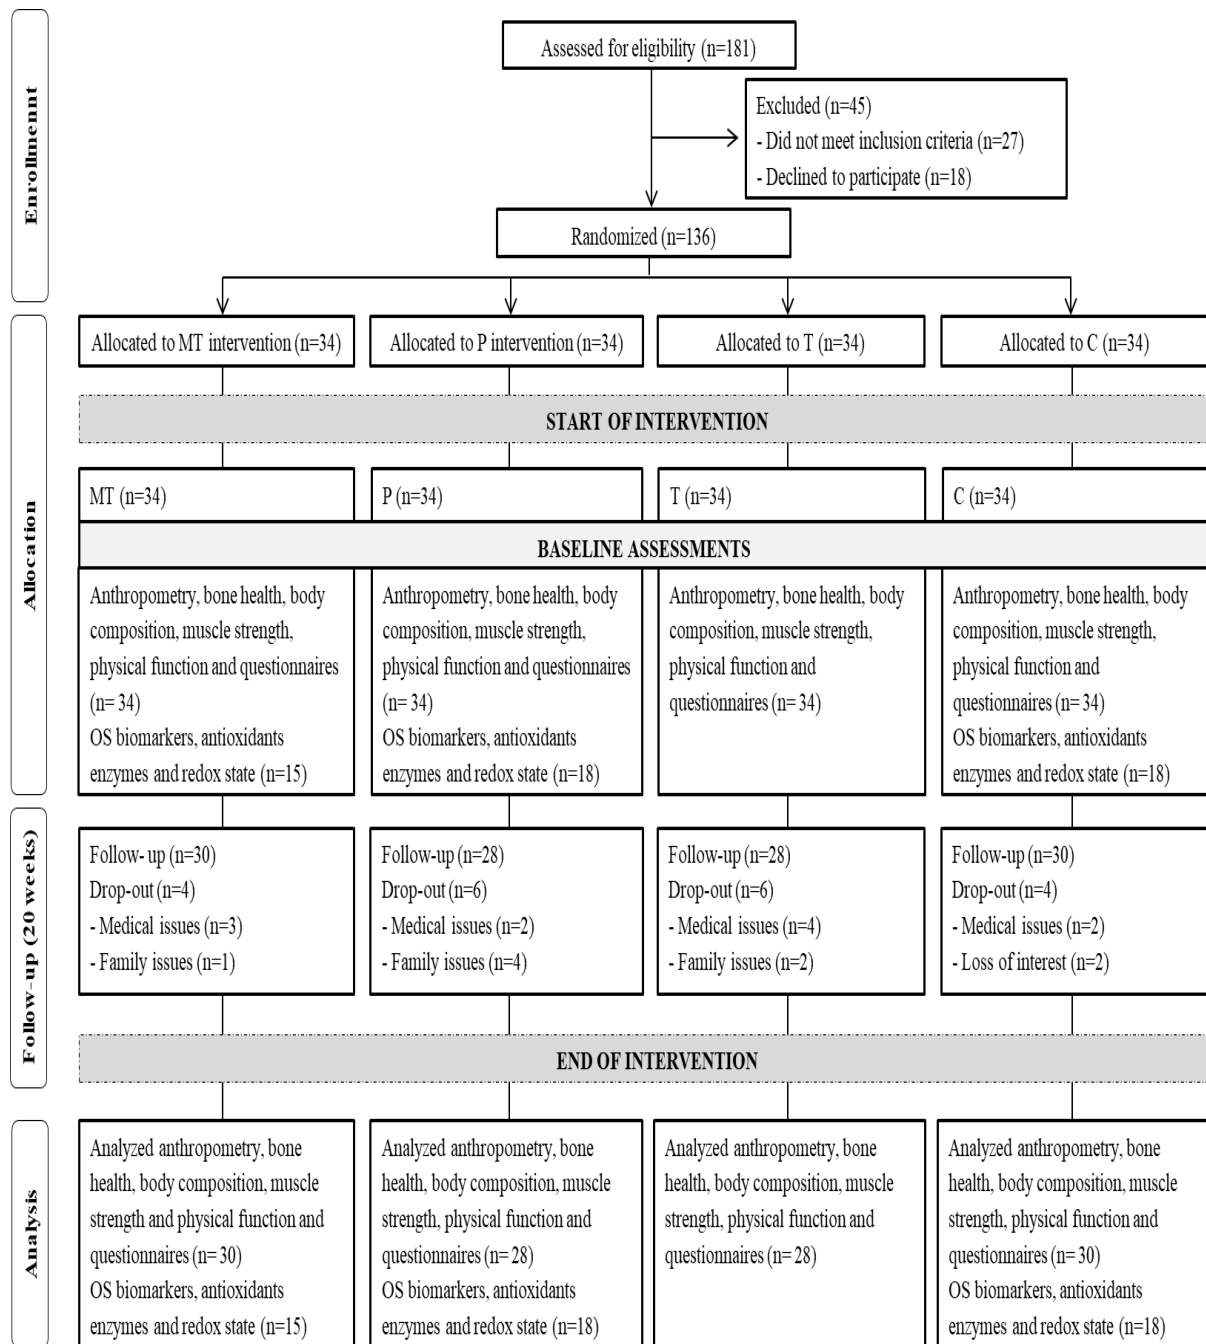 Enrollmennt
Assessed for eligibility (n=181)
Excluded (n=45)
- Did not meet inclusion criteria (n=27)
- Declined to participate (n=18)
Randomized (n=136)
Allocation
Allocated to MT intervention (n=34)
Allocated to P intervention (n=34)
Allocated to T (n=34)
Allocated to C (n=34)
START OF INTERVENTION
MT (n=34)
P (n=34)
T (n=34)
C (n=34)
BASELINE ASSESSMENTS
Anthropometry, bone health, body
composition, muscle strength,
physical function and questionnaires
(n= 34)
OS biomarkers, antioxidants
enzymes and redox state (n=15)
Anthropometry, bone health, body
composition, muscle strength,
physical function and questionnaires
(n= 34)
OS biomarkers, antioxidants
enzymes and redox state (n=18)
Anthropometry, bone health, body
composition, muscle strength,
physical function and
questionnaires (n= 34)
Anthropometry, bone health, body
composition, muscle strength,
physical function and
questionnaires (n= 34)
OS biomarkers, antioxidants
enzymes and redox state (n=18)
Follow-up (20 weeks)
Follow- up (n=30)
Drop-out (n=4)
- Medical issues (n=3)
- Family issues (n=1)
Follow-up (n=28)
Drop-out (n=6)
- Medical issues (n=2)
- Family issues (n=4)
Follow-up (n=28)
Drop-out (n=6)
- Medical issues (n=4)
- Family issues (n=2)
Follow-up (n=30)
Drop-out (n=4)
- Medical issues (n=2)
- Loss of interest (n=2)
END OF INTERVENTION
Analysis
Analyzed anthropometry, bone
health, body composition, muscle
strength and physical function and
questionnaires (n= 30)
OS biomarkers, antioxidants
enzymes and redox state (n=15)
Analyzed anthropometry, bone
health, body composition, muscle
strength, physical function and
questionnaires (n= 28)
OS biomarkers, antioxidants
enzymes and redox state (n=18)
Analyzed anthropometry, bone
health, body composition, muscle
strength, physical function and
questionnaires (n= 28)
Analyzed anthropometry, bone
health, body composition, muscle
strength, physical function and
questionnaires (n= 30)
OS biomarkers, antioxidants
enzymes and redox state (n=18)